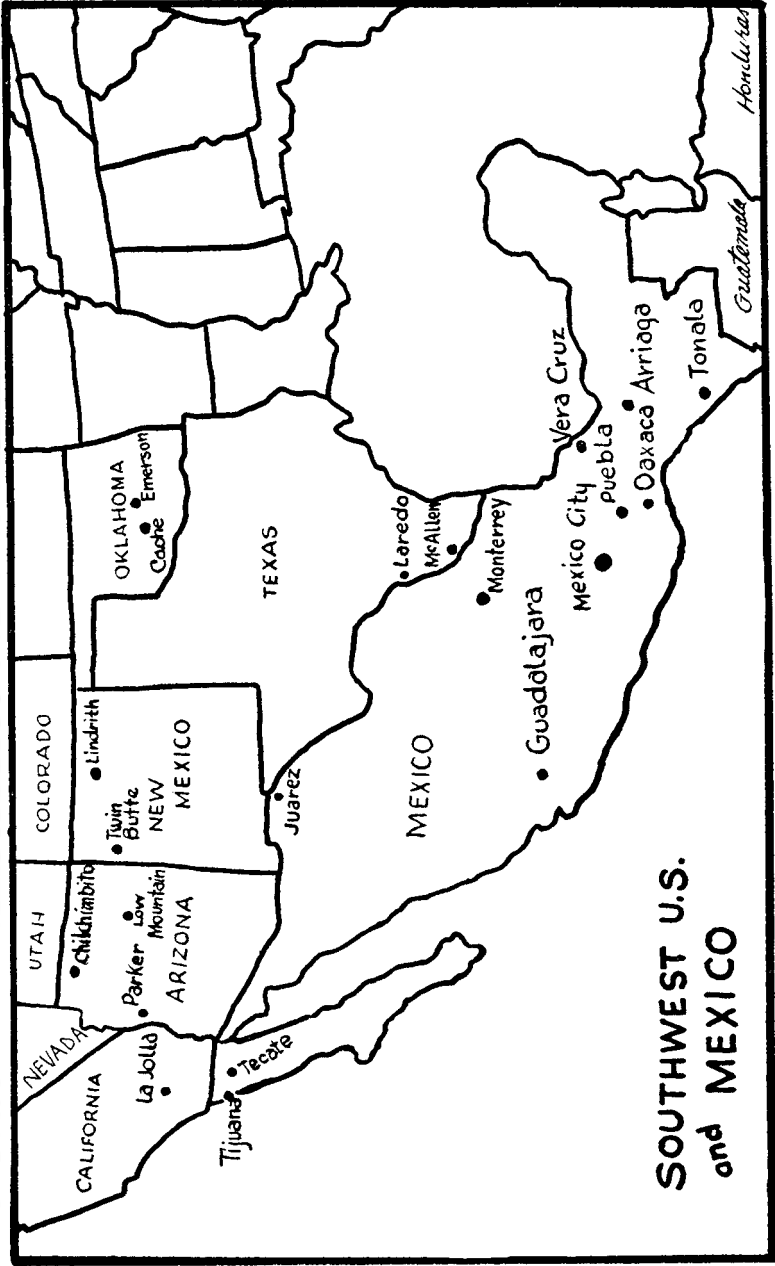 NEVADA
UTAH
COLORADO
CALIFORNIA
Chilchimbito
Lindrith
La Jolla
Parker
Low
Mountain
ARIZONA
Twin
Butte
NEW
MEXICO
OKLAHOMA
Cache
Emerson
TEXAS
Tijuana
Tecate
Juarez
Laredo
McAllen
MEXICO
Monterrey
Guadalajara
Mexico City
Vera Cruz
Puebla
Oaxaca
Arriaga
Tonala
Guatemala
Honduras
SOUTHWEST U.S.
and MEXICO